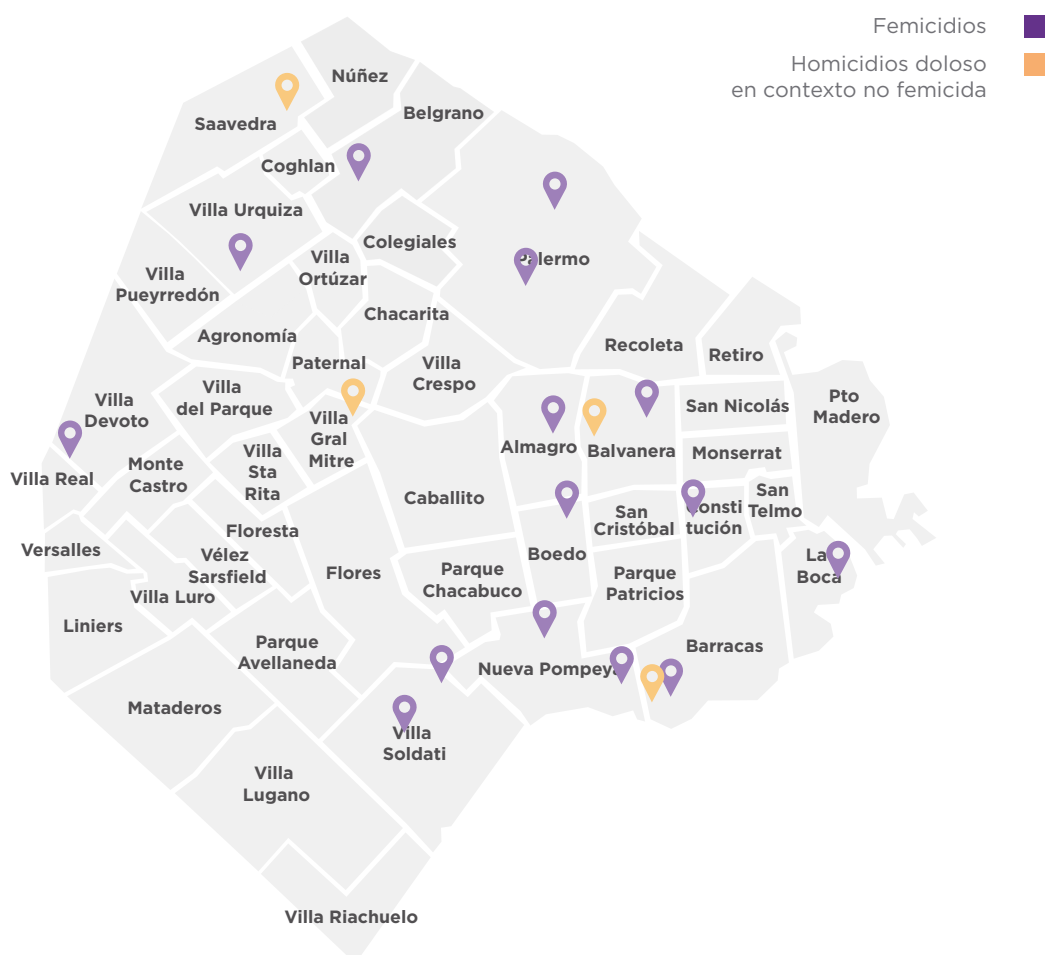 Femicidios
Homicidios doloso
en contexto no femicida
Núñez
Belgrano
Saavedra
Coghlan
Villa Urquiza
Colegiales
Villa
Ortúzar
Palermo
Villa
Pueyrredón
Chacarita
Agronomía
Recoleta
Retiro
Paternal
Villa
Crespo
Villa
del Parque
Villa
Devoto
Pto
Madero
San Nicolás
Villa
Gral
Mitre
Almagro
Balvanera
Monserrat
Villa
Sta
Rita
Monte
Castro
Villa Real
Caballito
San
Telmo
Consti
tución
San
Cristóbal
Floresta
Versalles
Vélez
Sarsfield
Boedo
La
Boca
Flores
Parque
Chacabuco
Parque
Patricios
Villa Luro
Liniers
Parque
Avellaneda
Nueva Pompeya
Barracas
Mataderos
Villa
Soldati
Villa
Lugano
Villa Riachuelo